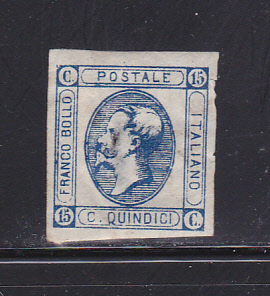 C. POSTALE 15
FRANCO BOLLO
ITALIANO
15 C. QUINDICI C.